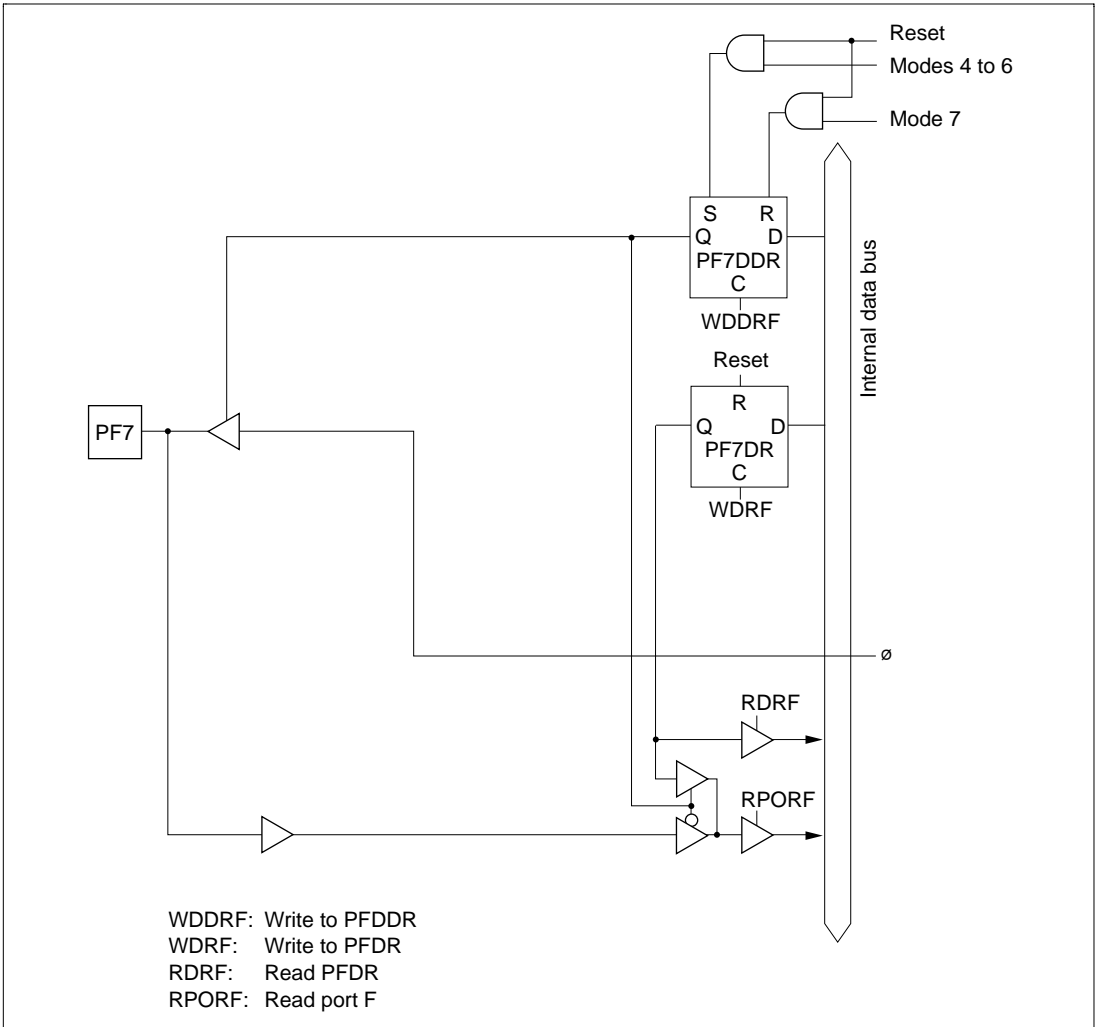 Reset
Modes 4 to 6
Mode 7
S R
Q D
PF7DDR
C
WDDRF
Internal data bus
Reset
R
PF7
Q D
PF7DR
C
WDRF
ø
RDRF
RPORF
WDDRF: Write to PFDDR
WDRF: Write to PFDR
RDRF: Read PFDR
RPORF: Read port F